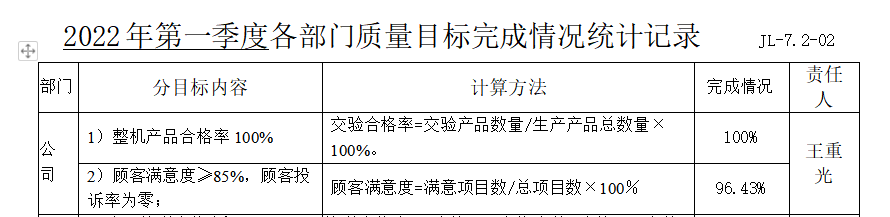 2022年第一季度各部门质量目标完成情况统计记录 JL-7.2-02
部门 分目标内容 计算方法 完成情况 责任人
公司
1）整机产品合格率 100%
交验合格率=交验产品数量/生产产品总数量×
100%。
100%
王重光
2）顾客满意度≥85%，顾客投
诉率为零；
顾客满意度=满意项目数/总项目数×100%
96.43%